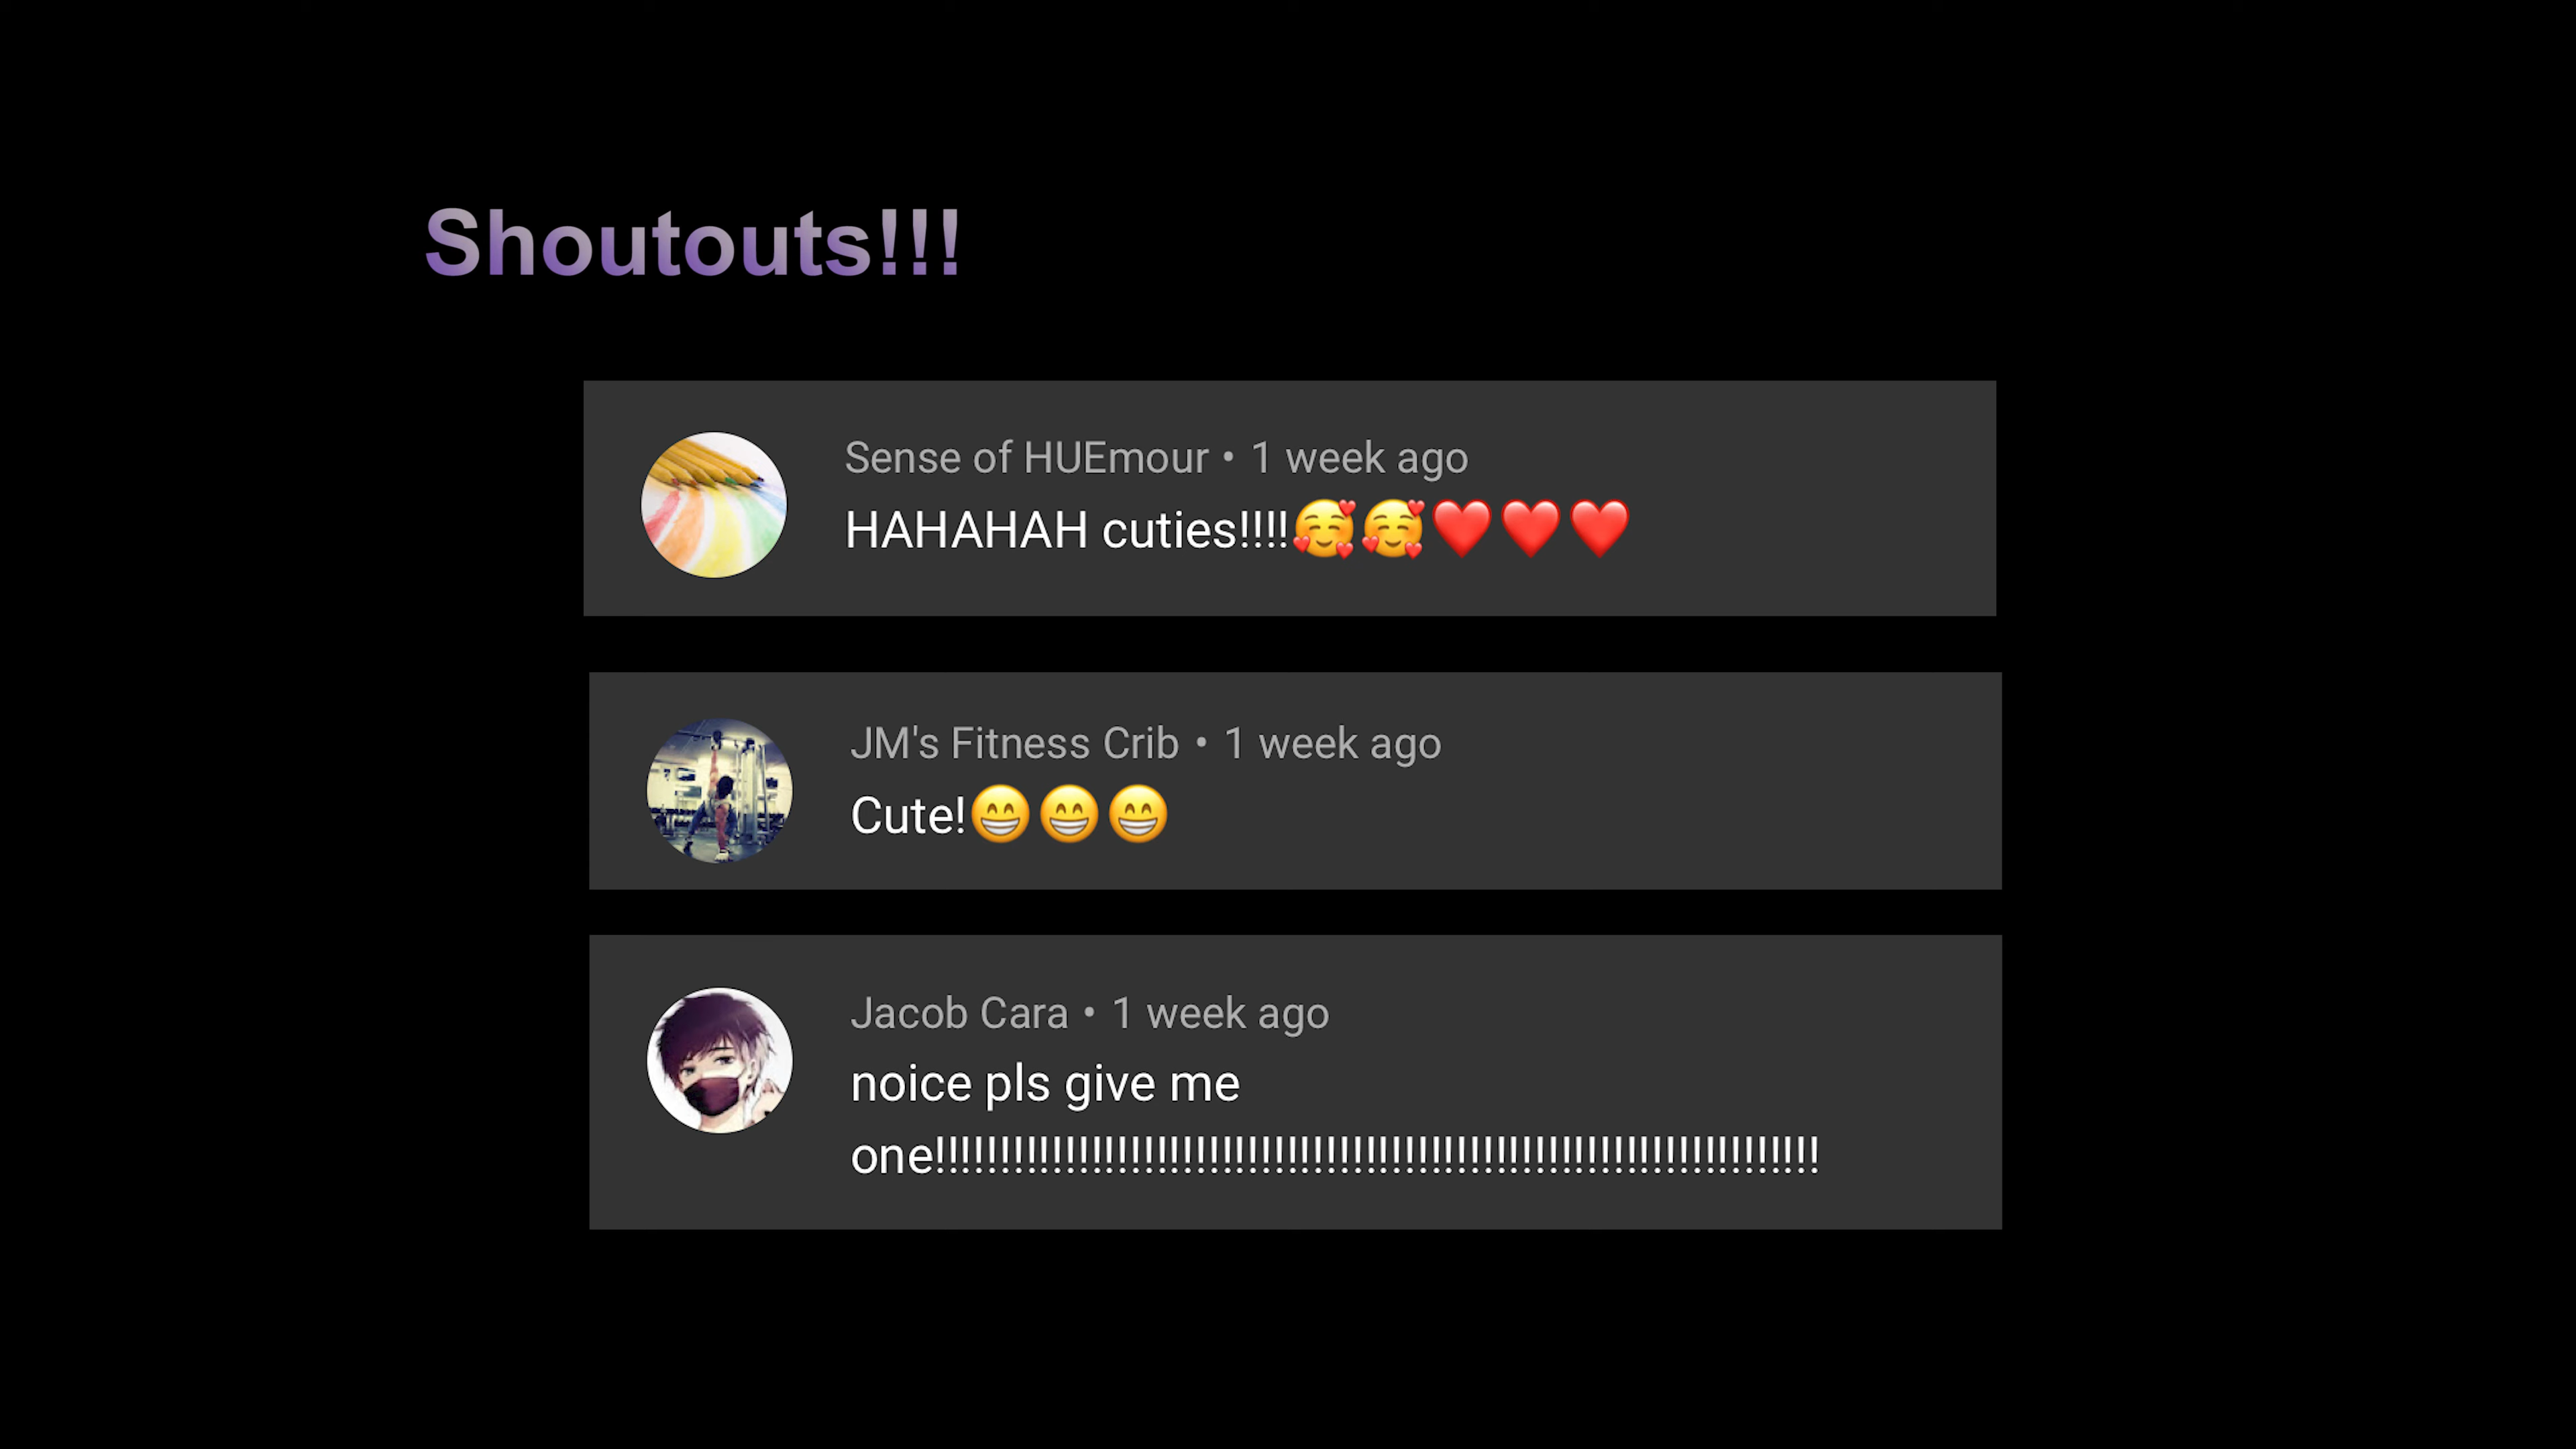 Shoutouts!!!
Sense of HUEmour • 1 week ago
HAHAHAH cuties!!!!🥰🥰❤️❤️❤️
JM's Fitness Crib • 1 week ago
Cute!😁😁😁
Jacob Cara • 1 week ago
noice pls give me
one!!!!!!!!!!!!!!!!!!!!!!!!!!!!!!!!!!!!!!!!!!!!!!!!!!!!!!!!!!!!!!!!!!!!